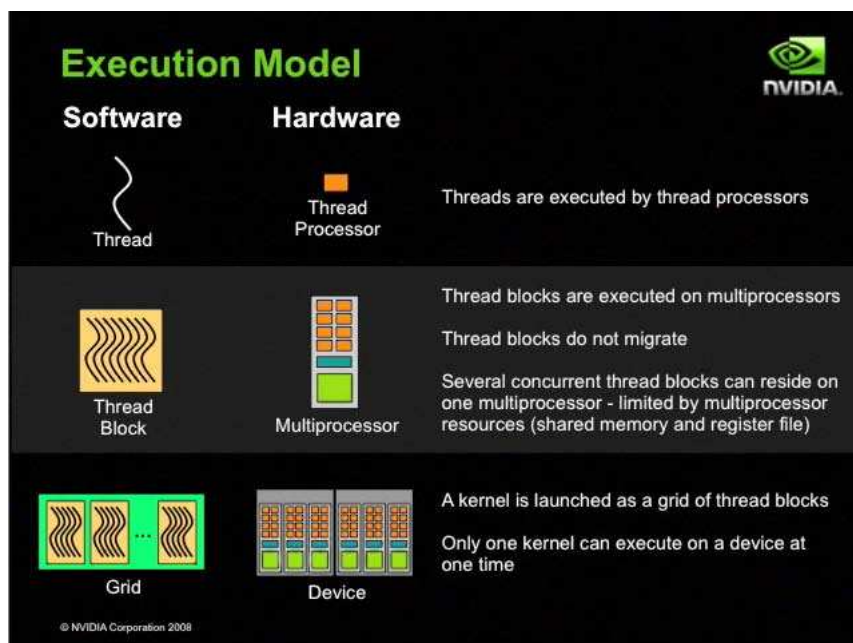 Execution Model
NVIDIA.
Software Hardware
Thread
Thread
Processor
Threads are executed by thread processors
Thread
Block
Multiprocessor
Thread blocks are executed on multiprocessors
Thread blocks do not migrate
Several concurrent thread blocks can reside on
one multiprocessor - limited by multiprocessor
resources (shared memory and register file)
...
Grid
Device
A kernel is launched as a grid of thread blocks
Only one kernel can execute on a device at
one time
© NVIDIA Corporation 2008